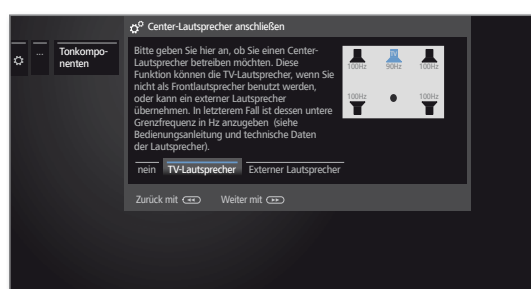 Center-Lautsprecher anschließen
...
Tonkompo-
nenten
Bitte geben Sie hier an, ob Sie einen Center-
Lautsprecher betreiben möchten. Diese
Funktion können die TV-Lautsprecher, wenn Sie
nicht als Frontlautsprecher benutzt werden,
oder kann ein externer Lautsprecher
übernehmen. In letzterem Fall ist dessen untere
Grenzfrequenz in Hz anzugeben (siehe
Bedienungsanleitung und technische Daten
der Lautsprecher).
TV
100Hz 90Hz 100Hz
100Hz 100Hz
nein TV-Lautsprecher Externer Lautsprecher
Zurück mit Weiter mit